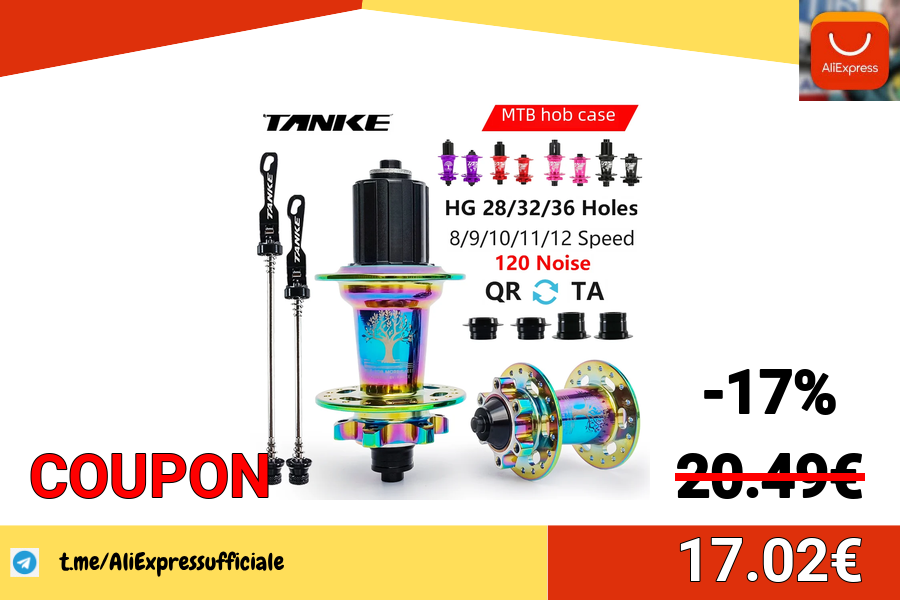 AliExpress
TANKE
MTB hob case
HG 28/32/36 Holes
8/9/10/11/12 Speed
120 Noise
QR TA
TANKE
TANKE
-17%
COUPON
20.49€
t.me/AliExpressufficiale
17.02€